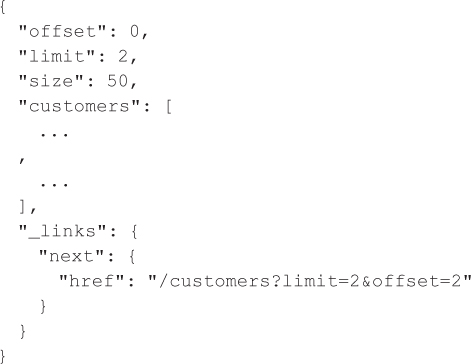 {
"offset": 0,
"limit": 2,
"size": 50,
"customers": [
...
,
...
],
"_links": {
"next": {
"href": "/customers?limit=2&offset=2"
}
}
}